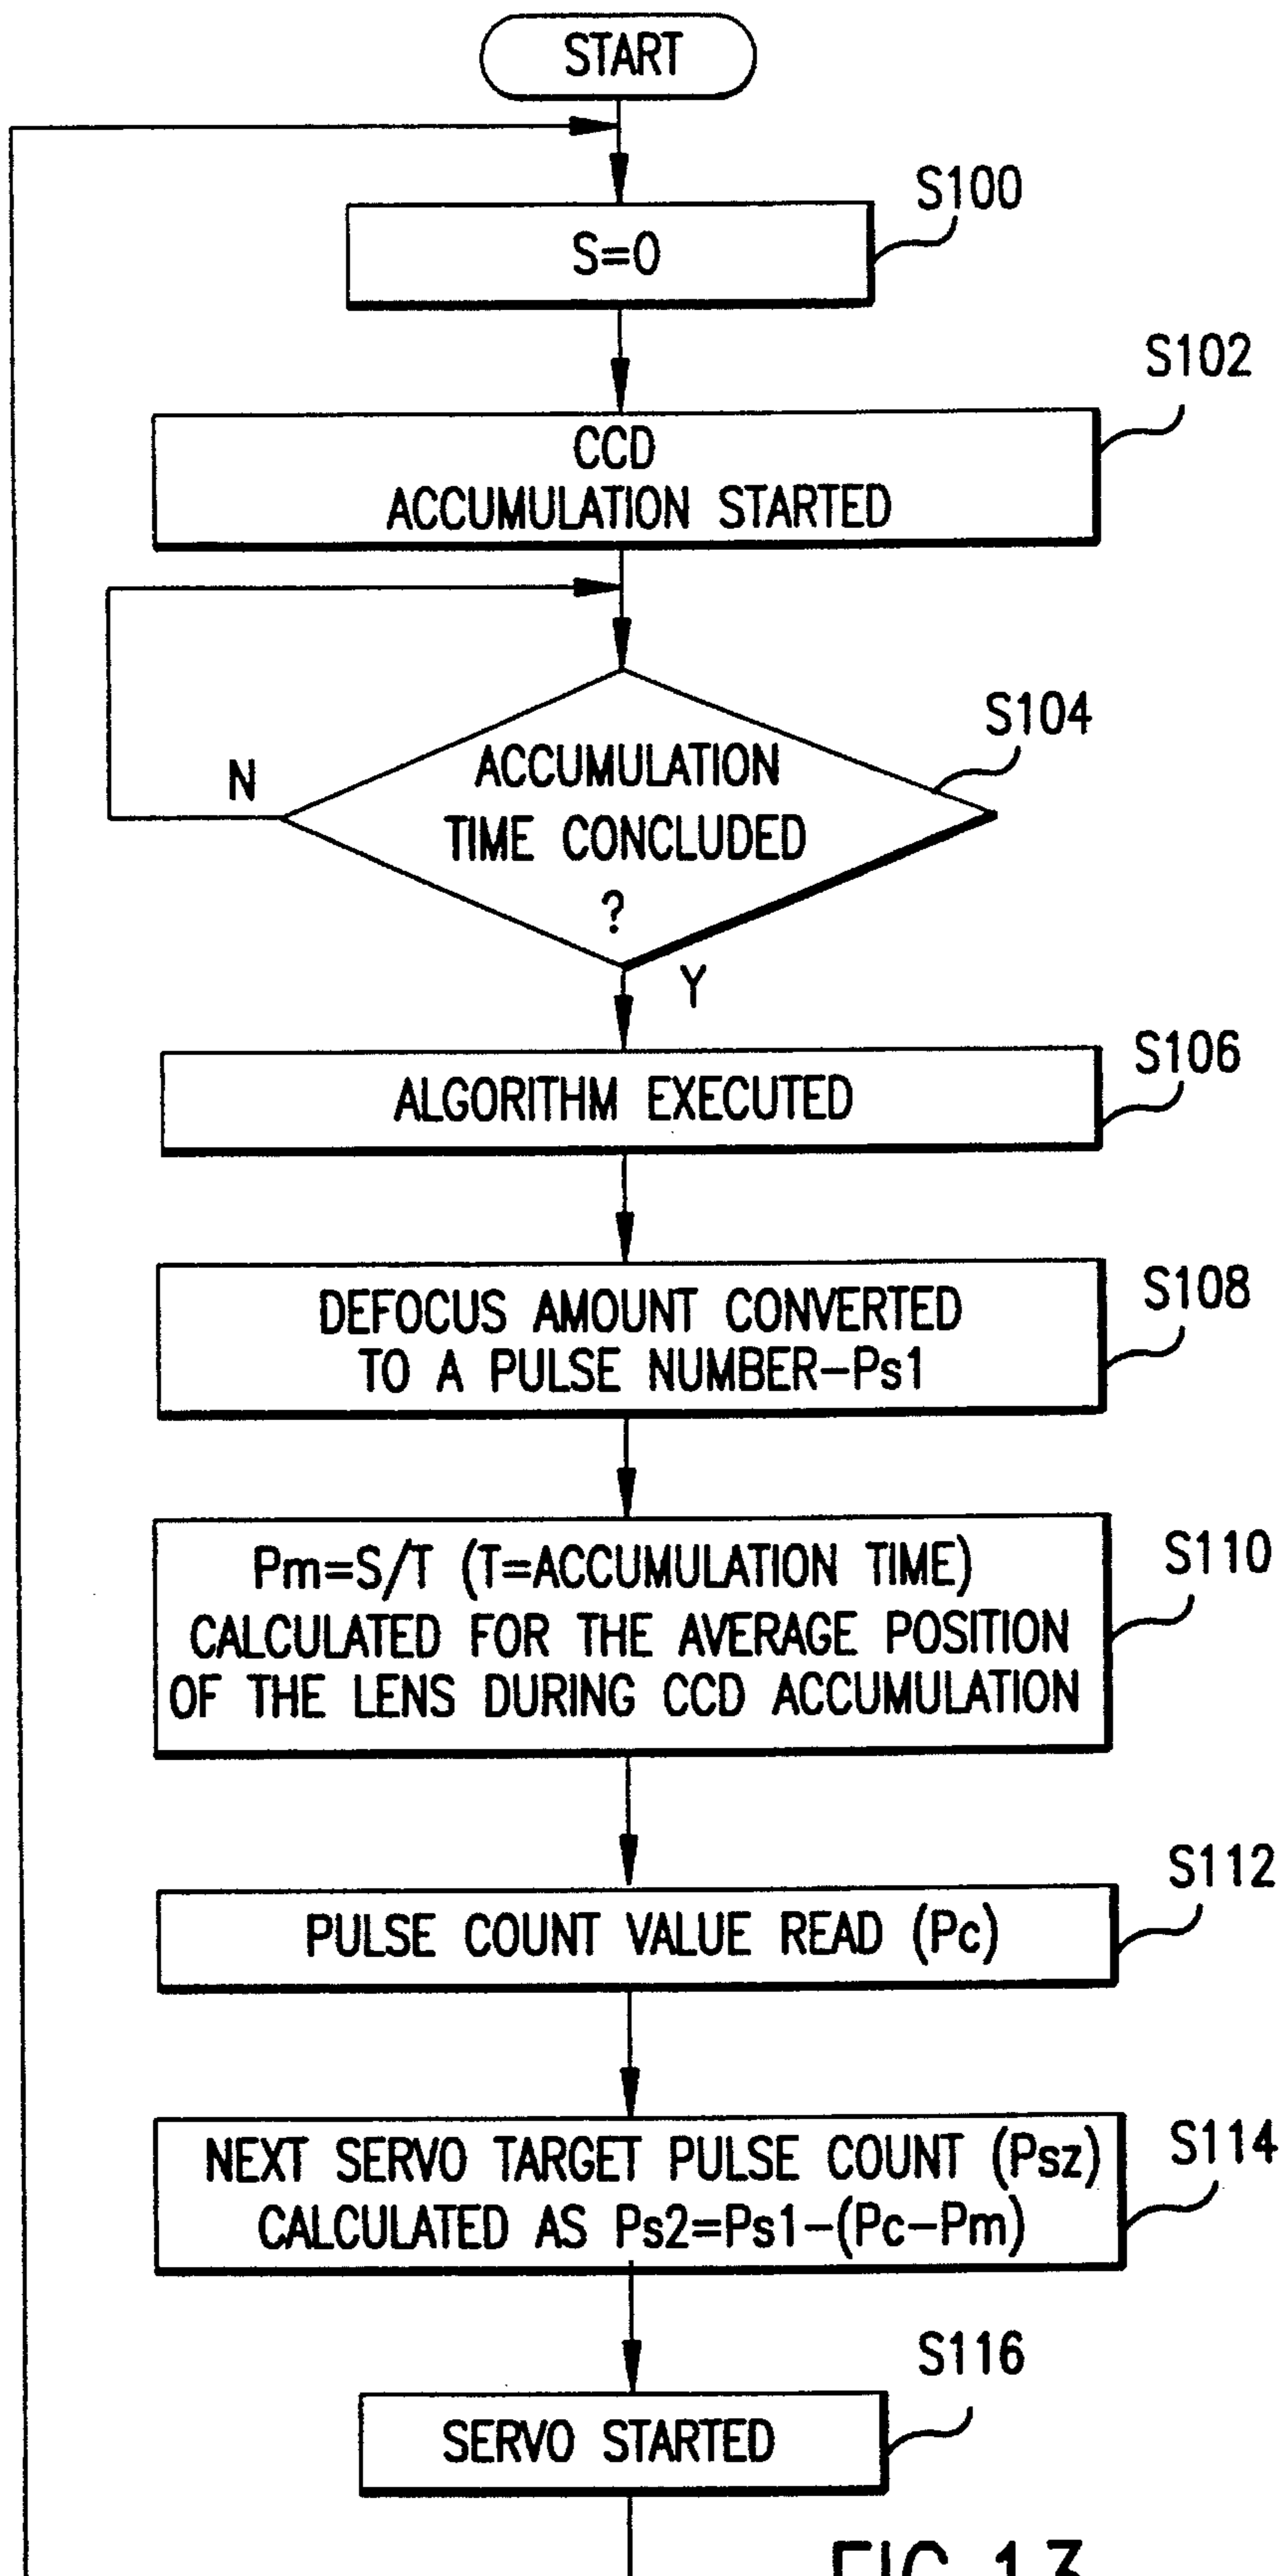 START
S100
S=0
S102
CCD
ACCUMULATION STARTED
S104
ACCUMULATION
TIME CONCLUDED
?
N
Y
S106
ALGORITHM EXECUTED
S108
DEFOCUS AMOUNT CONVERTED
TO A PULSE NUMBER-Ps1
S110
Pm=S/T (T=ACCUMULATION TIME)
CALCULATED FOR THE AVERAGE POSITION
OF THE LENS DURING CCD ACCUMULATION
S112
PULSE COUNT VALUE READ (Pc)
S114
NEXT SERVO TARGET PULSE COUNT (Psz)
CALCULATED AS Ps2=Ps1-(Pc-Pm)
S116
SERVO STARTED
FIG.13